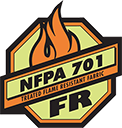 NFPA 701
TREATED FLAME RESISTANT FABRIC
FR